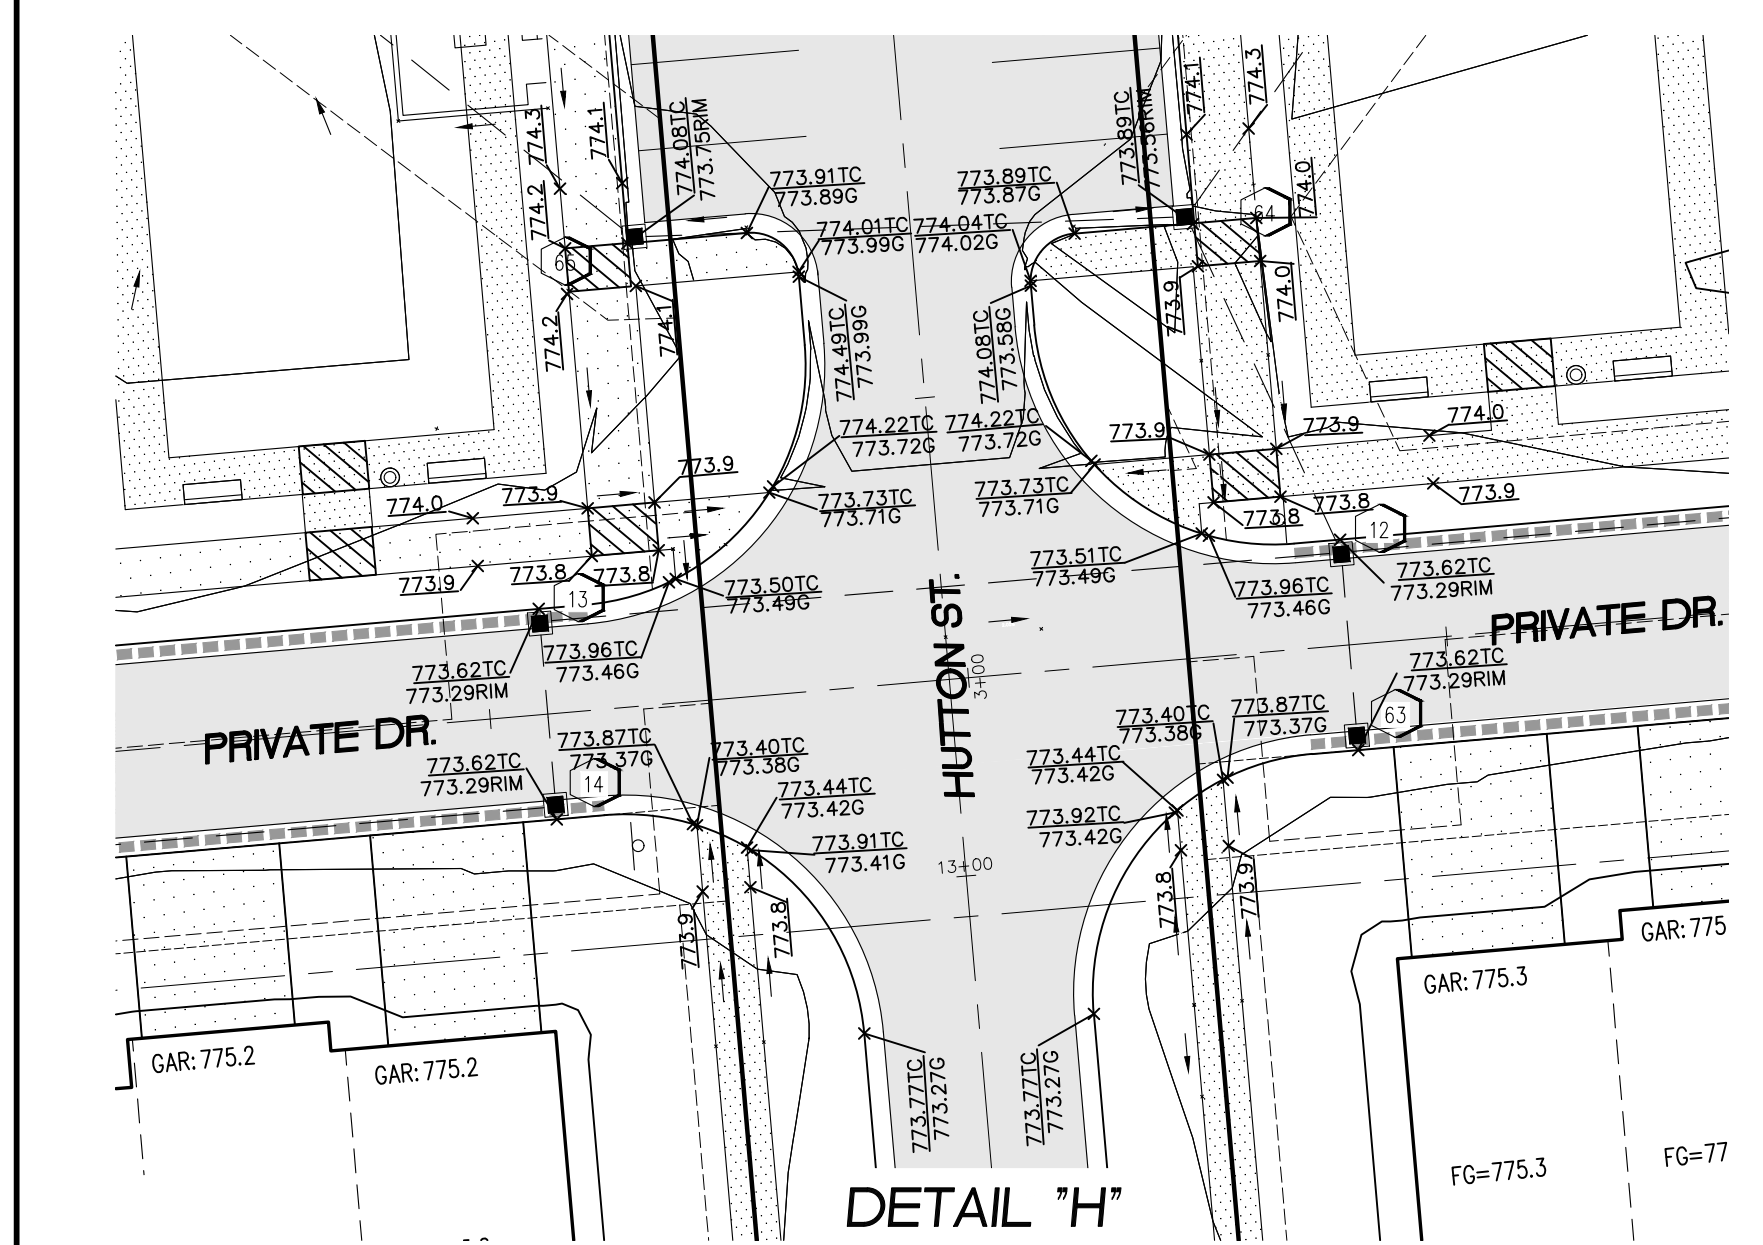 774.3
774.1
774.08TC
773.75RIM
773.89TC
773.56RIM
774.1
774.3
774.2
773.91TC
773.89G
773.89TC
773.87G
774.0
64
774.01TC
773.99G
774.04TC
774.02G
65
774.2
774.1
774.49TC
773.99G
774.08TC
773.58G
773.9
774.0
774.22TC
773.72G
774.22TC
773.72G
773.9
773.9
774.0
773.9
773.9
774.0
773.73TC
773.71G
773.73TC
773.71G
773.8
773.8
773.9
12
773.9
773.8
773.8
13
773.50TC
773.49G
773.51TC
773.49G
773.96TC
773.46G
773.62TC
773.29RIM
773.96TC
773.46G
773.62TC
773.29RIM
HUTTON ST.
3+00
PRIVATE DR.
773.62TC
773.29RIM
PRIVATE DR.
773.87TC
773.37G
773.40TC
773.38G
773.40TC
773.38G
773.87TC
773.37G
63
773.62TC
773.29RIM
14
773.44TC
773.42G
773.44TC
773.42G
773.91TC
773.41G
773.92TC
773.42G
13+00
773.9
773.8
773.8
773.9
GAR: 775
GAR: 775.3
GAR: 775.2
GAR: 775.2
773.77TC
773.27G
773.77TC
773.27G
FG=775.3
FG=77
DETAIL "H"